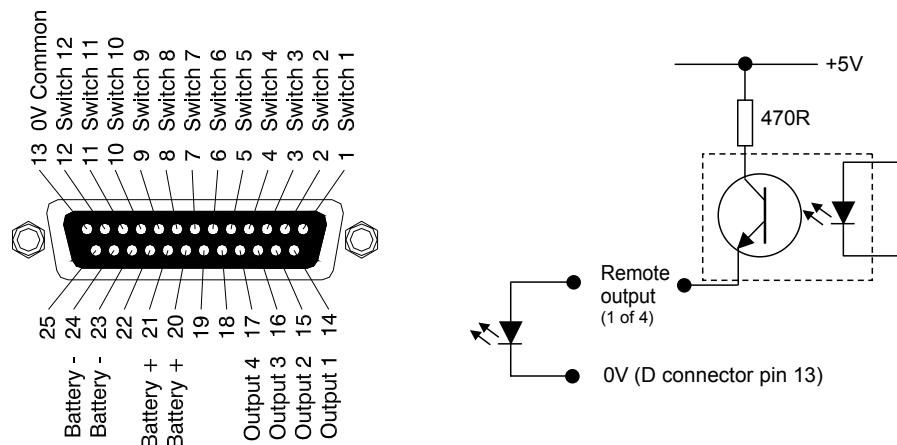 13 0V Common
12 Switch 12
11 Switch 11
10 Switch 10
9 Switch 9
8 Switch 8
7 Switch 7
6 Switch 6
5 Switch 5
4 Switch 4
3 Switch 3
2 Switch 2
1 Switch 1
25
Battery - 24
Battery - 23
22
Battery + 21
Battery + 20
19
18
Output 4 17
Output 3 16
Output 2 15
Output 1 14
+5V
470R
Remote
output
(1 of 4)
0V (D connector pin 13)